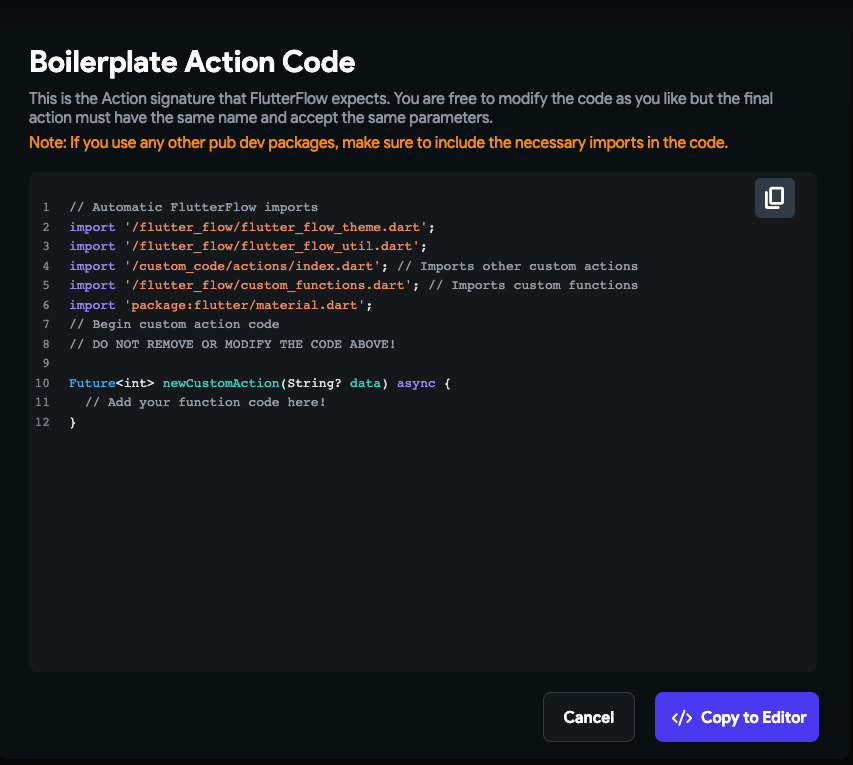 Boilerplate Action Code
This is the Action signature that FlutterFlow expects. You are free to modify the code as you like but the final
action must have the same name and accept the same parameters.
Note: If you use any other pub dev packages, make sure to include the necessary imports in the code.
1 // Automatic FlutterFlow imports
2 import '/flutter_flow/flutter_flow_theme.dart';
3 import '/flutter_flow/flutter_flow_util.dart';
4 import '/custom_code/actions/index.dart'; // Imports other custom actions
5 import '/flutter_flow/custom_functions.dart'; // Imports custom functions
6 import 'package:flutter/material.dart';
7 // Begin custom action code
8 // DO NOT REMOVE OR MODIFY THE CODE ABOVE!
9
10 Future<int> newCustomAction(String? data) async {
11   // Add your function code here!
12 }
Cancel
</> Copy to Editor